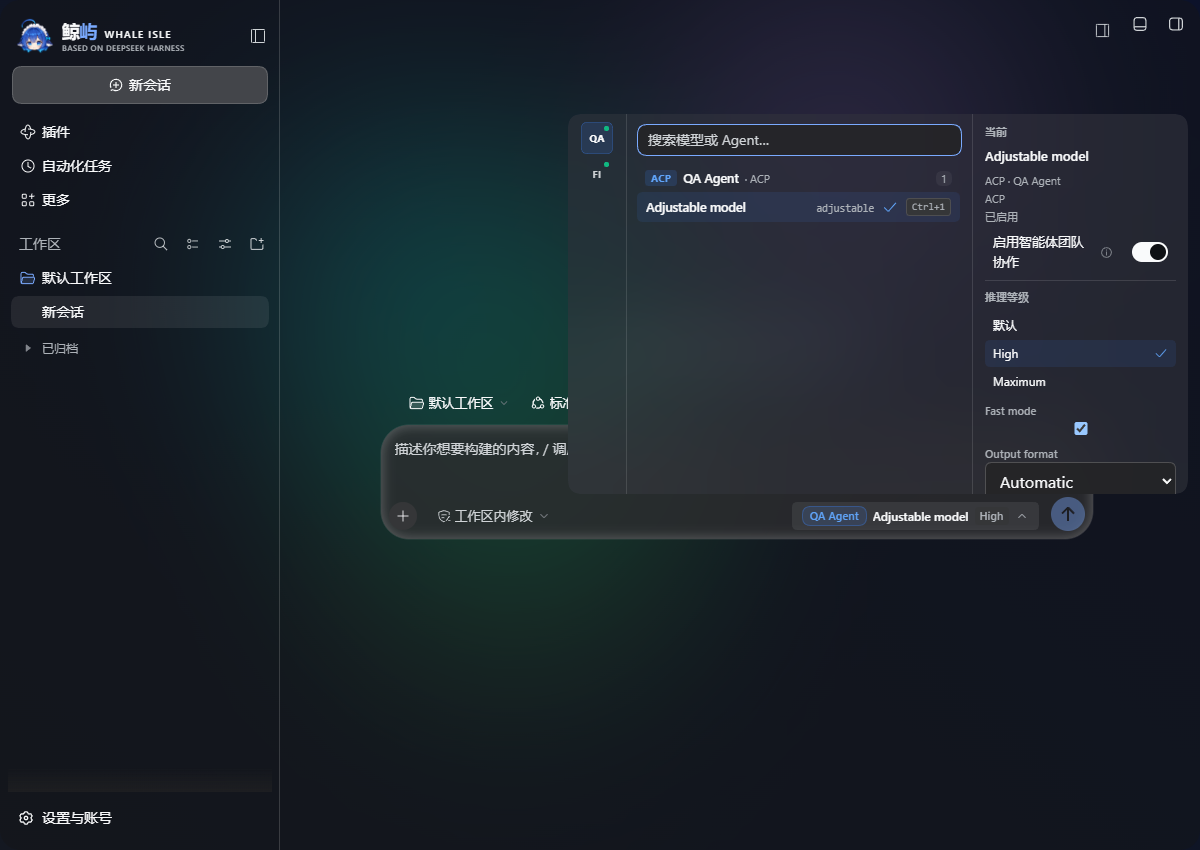 鲸屿 WHALE ISLE
BASED ON DEEPSEEK HARNESS
新会话
插件
自动化任务
更多
工作区
默认工作区
新会话
已归档
设置与账号
QA
FI
搜索模型或 Agent...
ACP QA Agent · ACP 1
Adjustable model adjustable Ctrl+1
当前
Adjustable model
ACP · QA Agent
ACP
已启用
启用智能体团队
协作
推理等级
默认
High
Maximum
Fast mode
Output format
Automatic
默认工作区 标准
描述你想要构建的内容, / 调
工作区内修改
QA Agent Adjustable model High